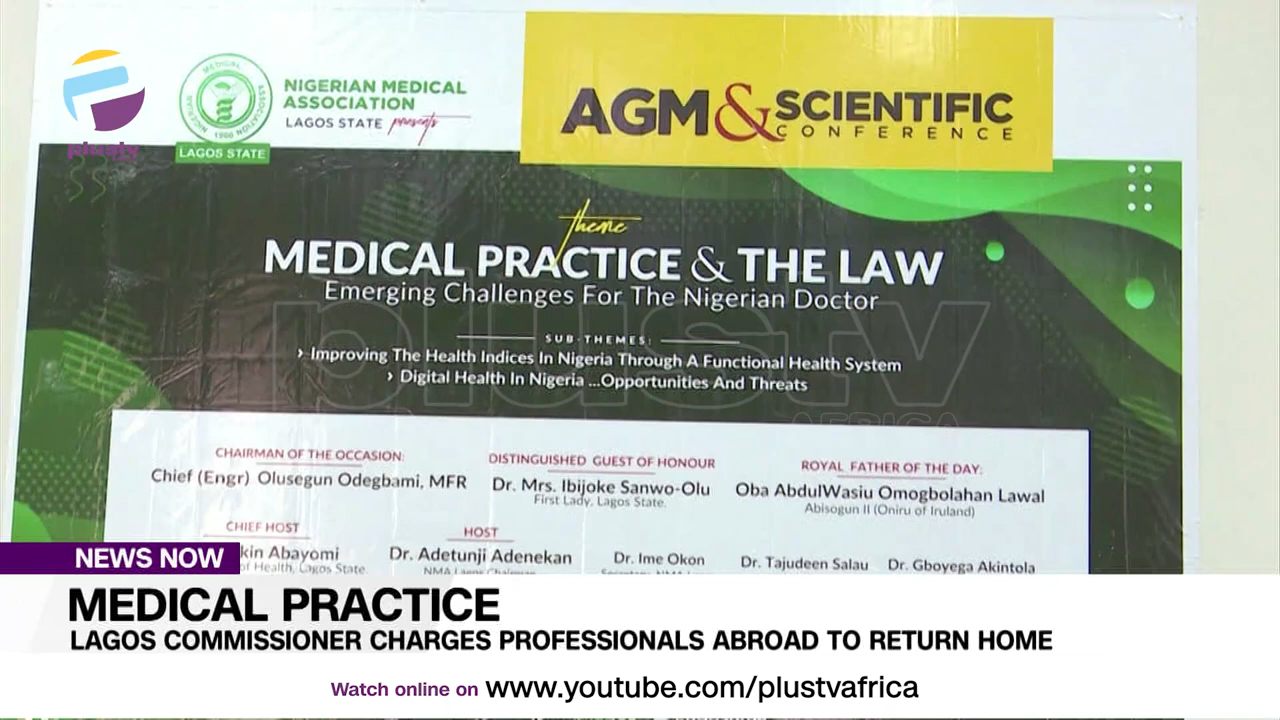 plustv
NIGERIAN MEDICAL
ASSOCIATION
LAGOS STATE presents
LAGOS STATE
AGM & SCIENTIFIC
CONFERENCE
theme
MEDICAL PRACTICE & THE LAW
Emerging Challenges For The Nigerian Doctor
SUB-THEMES:
› Improving The Health Indices In Nigeria Through A Functional Health System
› Digital Health In Nigeria ...Opportunities And Threats
plustv
AFRICA
CHAIRMAN OF THE OCCASION:
Chief (Engr) Olusegun Odegbami, MFR
DISTINGUISHED GUEST OF HONOUR
Dr. Mrs. Ibijoke Sanwo-Olu
First Lady, Lagos State.
ROYAL FATHER OF THE DAY:
Oba AbdulWasiu Omogbolahan Lawal
Abisogun II (Oniru of Iruland)
CHIEF HOST
kin Abayomi
of Health, Lagos State.
HOST
Dr. Adetunji Adenekan
Dr. Ime Okon
Dr. Tajudeen Salau
Dr. Gboyega Akintola
NEWS NOW
MEDICAL PRACTICE
LAGOS COMMISSIONER CHARGES PROFESSIONALS ABROAD TO RETURN HOME
Watch online on www.youtube.com/plustvafrica